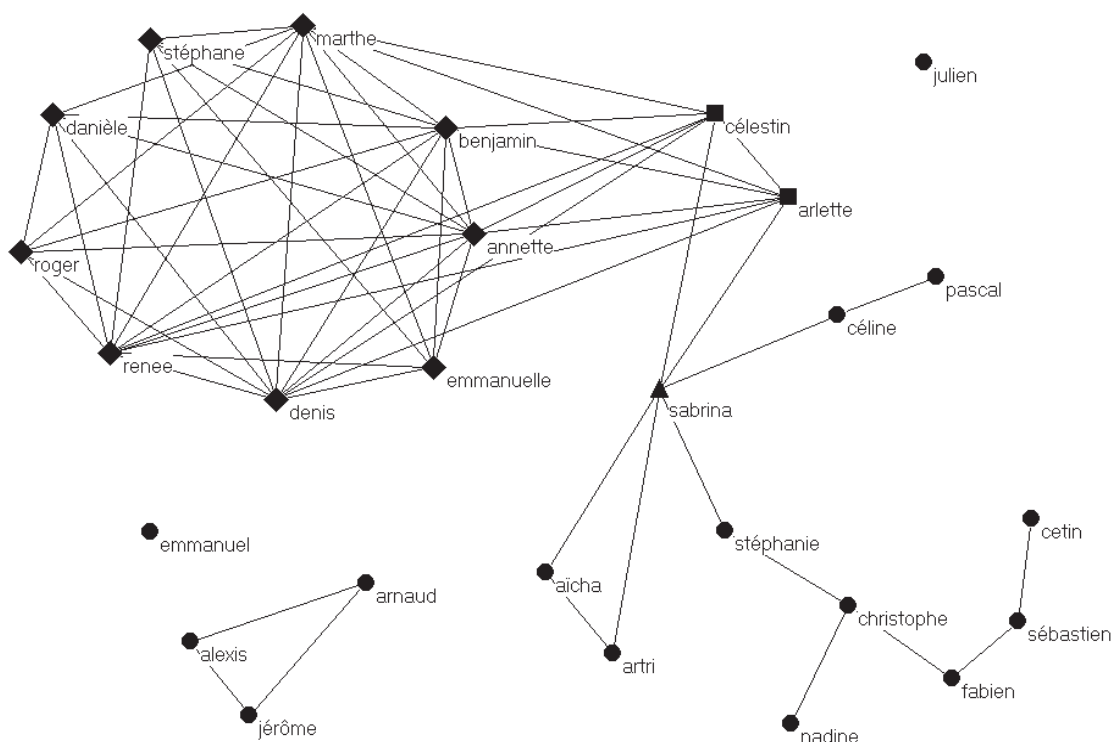 marthe
stéphane
julien
danièle
célestin
benjamin
arlette
annette
roger
pascal
céline
renee
emmanuelle
denis
sabrina
cetin
emmanuel
stéphanie
aïcha
arnaud
christophe
sébastien
alexis
artri
fabien
jérôme
nadine